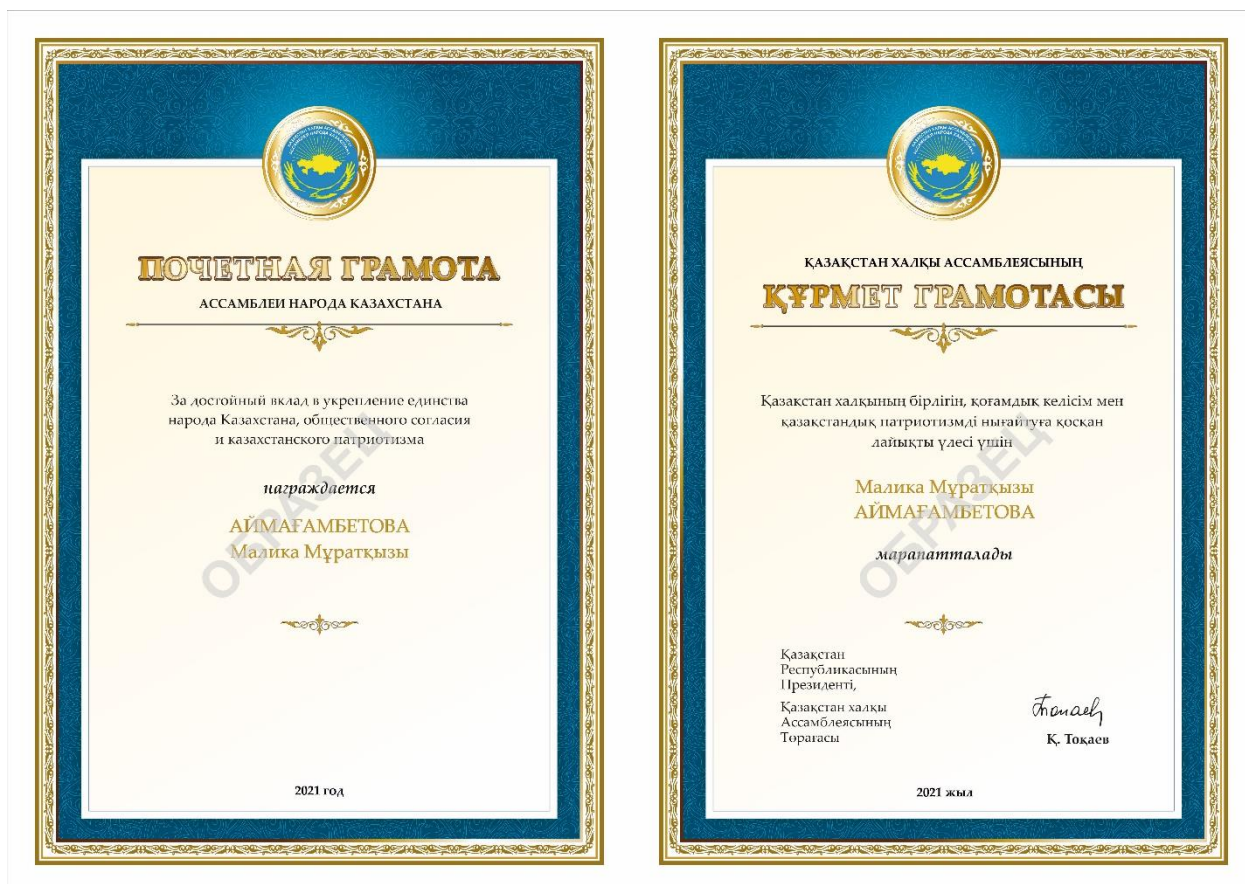 ПОЧЕТНАЯ ГРАМОТА
АССАМБЛЕИ НАРОДА КАЗАХСТАНА
За достойный вклад в укрепление единства
народа Казахстана, общественного согласия
и казахстанского патриотизма
награждается
АЙМАҒАМБЕТОВА
Малика Мұратқызы
2021 год
ОБРАЗЕЦ
ҚАЗАҚСТАН ХАЛҚЫ АССАМБЛЕЯСЫНЫҢ
ҚҰРМЕТ ГРАМОТАСЫ
Қазақстан халқының бірлігін, қоғамдық келісім мен
қазақстандық патриотизмді нығайтуға қосқан
лайықты үлесі үшін
Малика Мұратқызы
АЙМАҒАМБЕТОВА
марапатталады
Қазақстан
Республикасының
Президенті,
Қазақстан халқы
Ассамблеясының
Төрағасы
Қ. Тоқаев
2021 жыл
ОБРАЗЕЦ